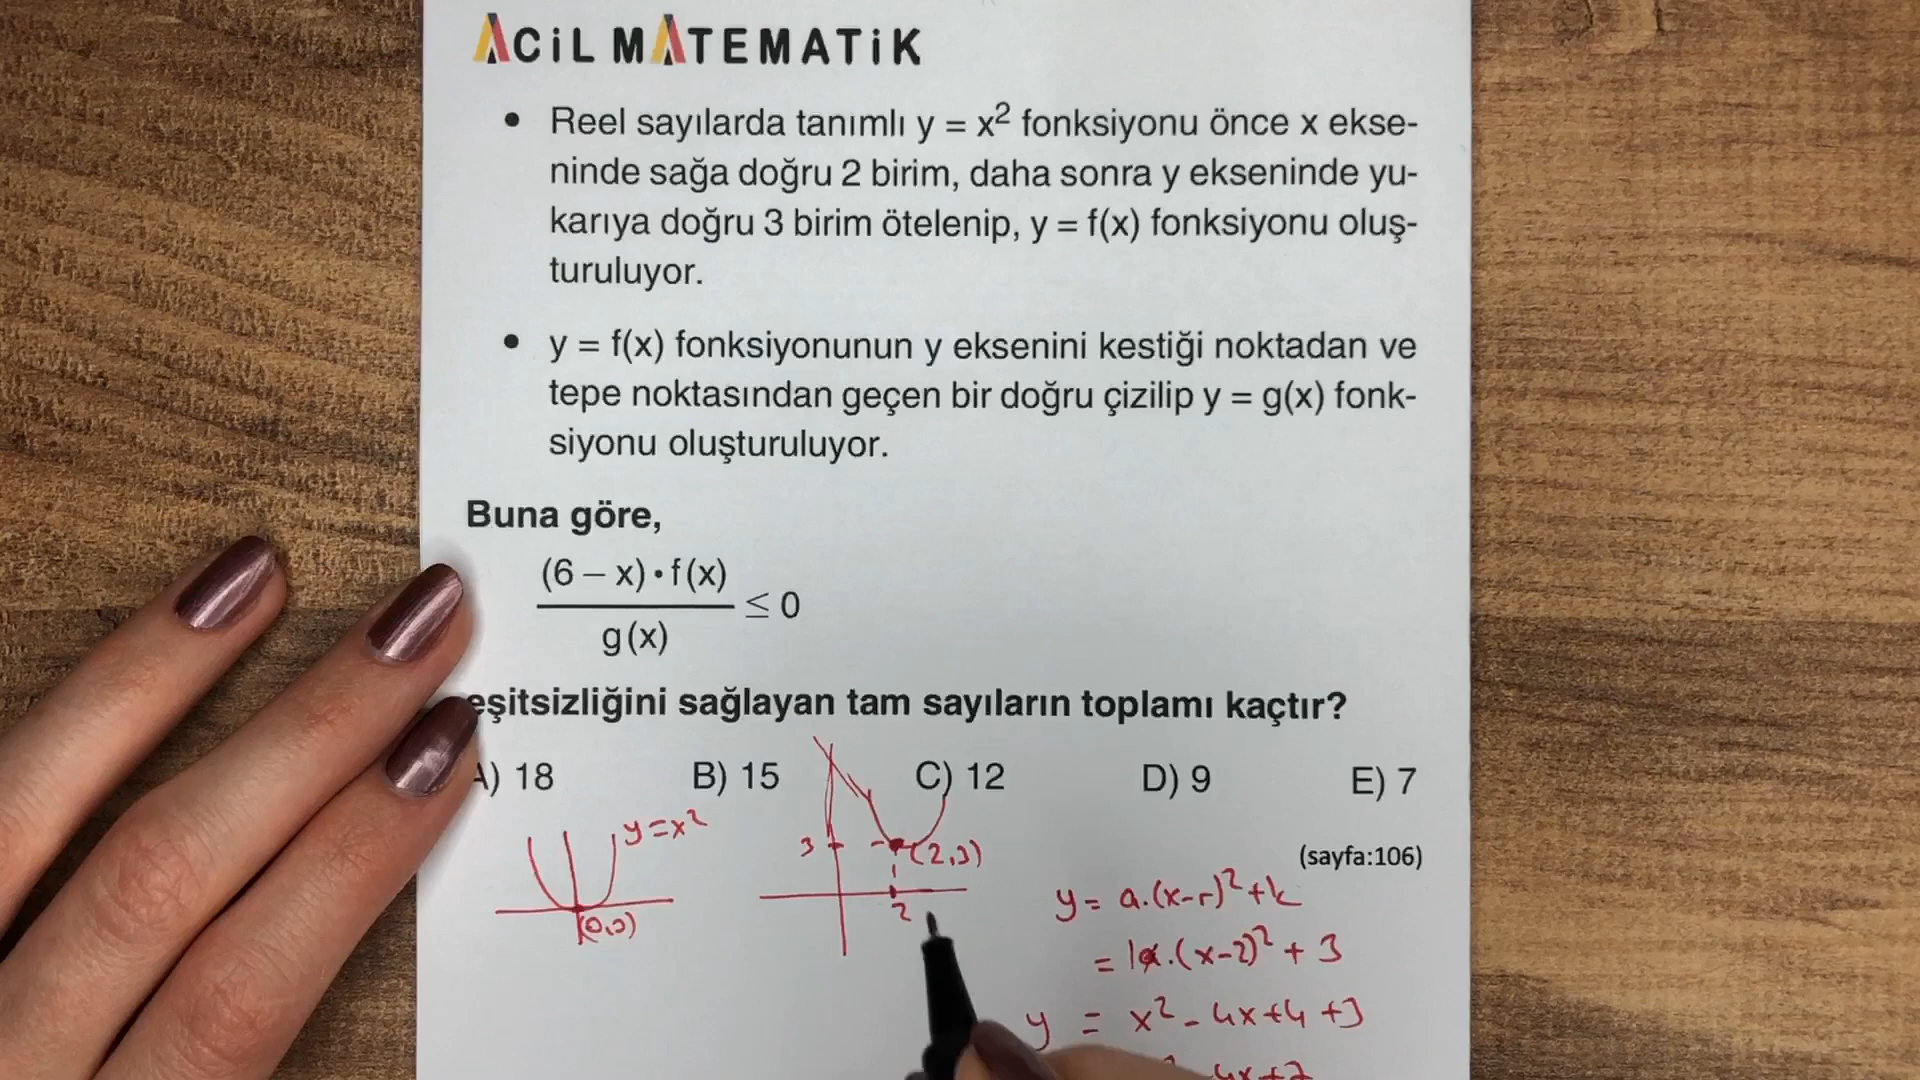 ACiL MATEMATiK
• Reel sayılarda tanımlı y = x² fonksiyonu önce x ekse-
ninde sağa doğru 2 birim, daha sonra y ekseninde yu-
karıya doğru 3 birim ötelenip, y = f(x) fonksiyonu oluş-
turuluyor.
• y = f(x) fonksiyonunun y eksenini kestiği noktadan ve
tepe noktasından geçen bir doğru çizilip y = g(x) fonk-
siyonu oluşturuluyor.
Buna göre,
(6 – x) • f(x)
≤ 0
g(x)
eşitsizliğini sağlayan tam sayıların toplamı kaçtır?
A) 18 B) 15 C) 12 D) 9 E) 7
(sayfa:106)
y=x²
(0,0)
3
(2,3)
2
y = a.(x-r)²+k
= 1.(x-2)² + 3
y = x² - 4x+4 +3